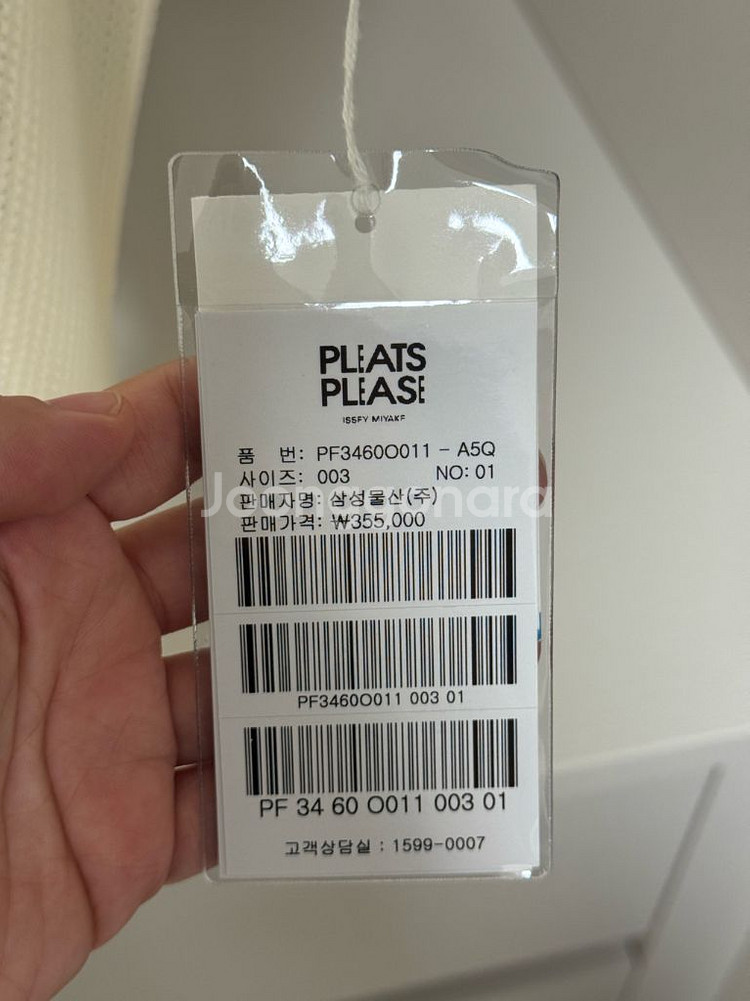 PLEATS
PLEASE
ISSEY MIYAKE
품 번: PF3460O011 - A5Q
사이즈: 003 NO: 01
Joonggonara
판매자명: 삼성물산(주)
판매가격: ₩355,000
PF3460O011 003 01
PF 34 60 O011 003 01
고객상담실 : 1599-0007